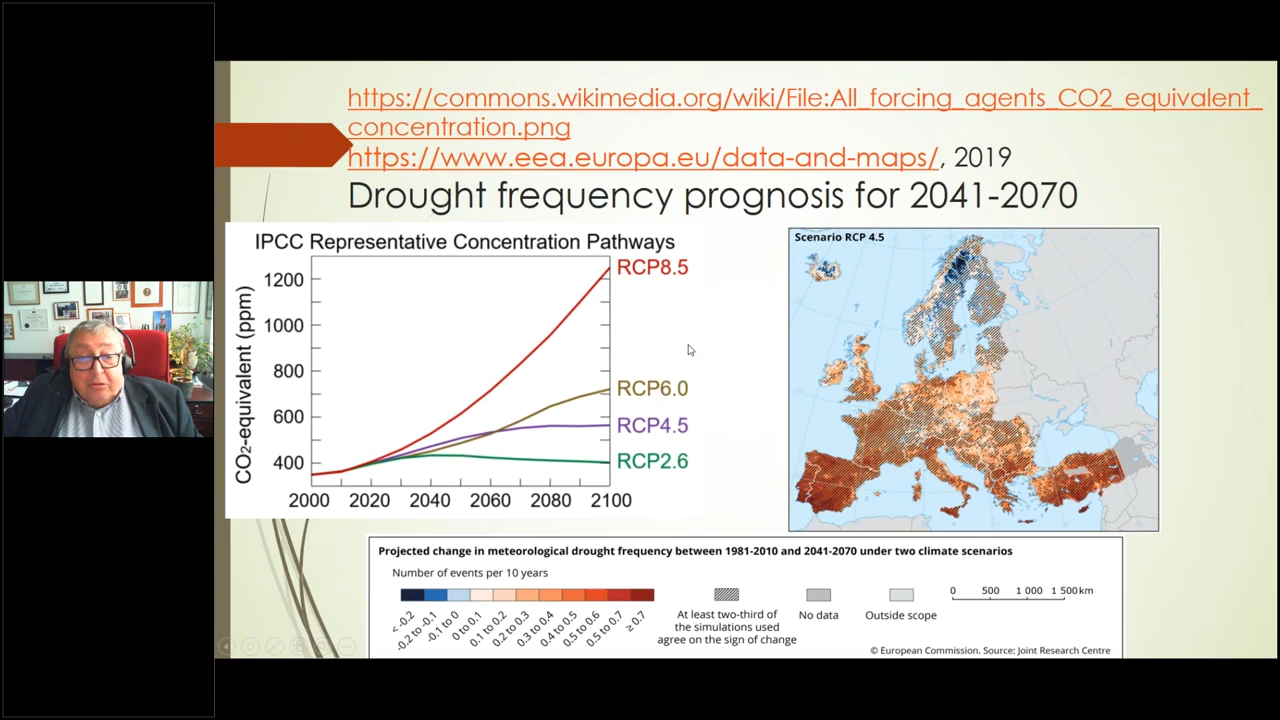 https://commons.wikimedia.org/wiki/File:All_forcing_agents_CO2_equivalent_
concentration.png
https://www.eea.europa.eu/data-and-maps/, 2019
Drought frequency prognosis for 2041-2070
IPCC Representative Concentration Pathways
CO2-equivalent (ppm)
1200
1000
800
600
400
2000 2020 2040 2060 2080 2100
RCP8.5
RCP6.0
RCP4.5
RCP2.6
Scenario RCP 4.5
Projected change in meteorological drought frequency between 1981-2010 and 2041-2070 under two climate scenarios
Number of events per 10 years
< -0.2
-0.2 to -0.1
-0.1 to 0
0 to 0.1
0.1 to 0.2
0.2 to 0.3
0.3 to 0.4
0.4 to 0.5
0.5 to 0.6
0.5 to 0.7
≥ 0.7
At least two-third of
the simulations used
agree on the sign of change
No data
Outside scope
0 500 1 000 1 500 km
© European Commission. Source: Joint Research Centre